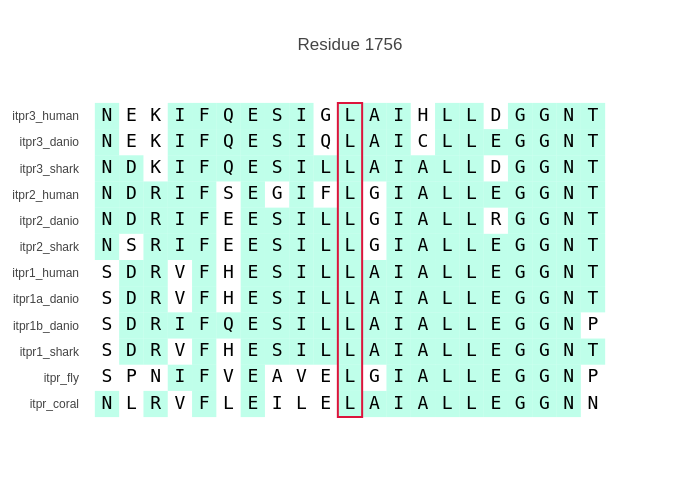 Residue 1756
itpr3_human N E K I F Q E S I G L A I H L L D G G N T
itpr3_danio N E K I F Q E S I Q L A I C L L E G G N T
itpr3_shark N D K I F Q E S I L L A I A L L D G G N T
itpr2_human N D R I F S E G I F L G I A L L E G G N T
itpr2_danio N D R I F E E S I L L G I A L L R G G N T
itpr2_shark N S R I F E E S I L L G I A L L E G G N T
itpr1_human S D R V F H E S I L L A I A L L E G G N T
itpr1a_danio S D R V F H E S I L L A I A L L E G G N T
itpr1b_danio S D R I F Q E S I L L A I A L L E G G N P
itpr1_shark S D R V F H E S I L L A I A L L E G G N T
itpr_fly S P N I F V E A V E L G I A L L E G G N P
itpr_coral N L R V F L E I L E L A I A L L E G G N N